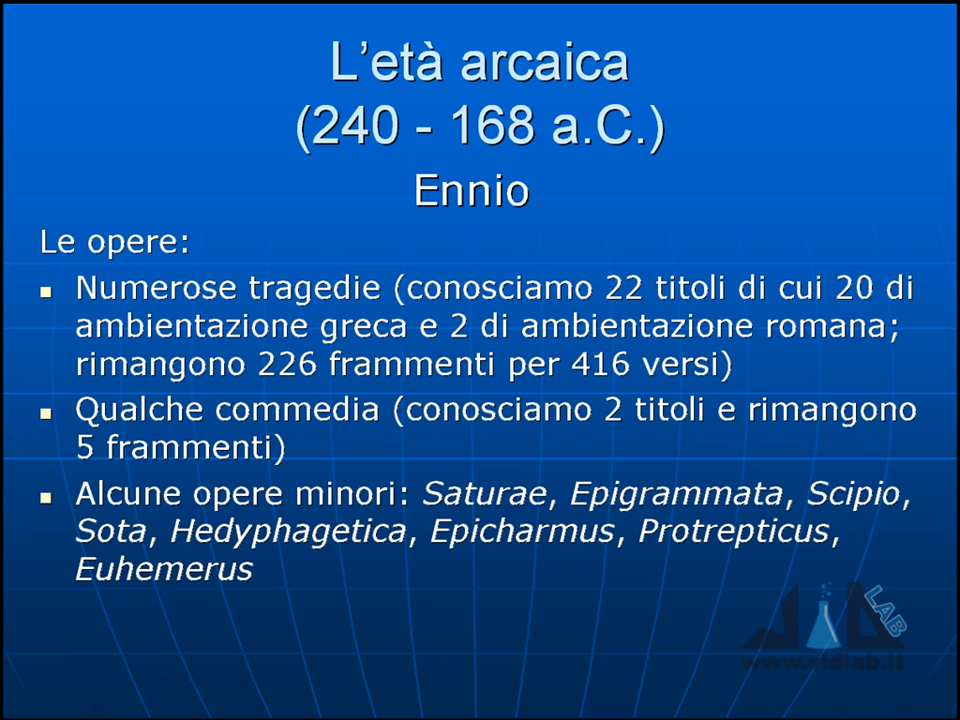 L’età arcaica
(240 - 168 a.C.)
Ennio
Le opere:
Numerose tragedie (conosciamo 22 titoli di cui 20 di
ambientazione greca e 2 di ambientazione romana;
rimangono 226 frammenti per 416 versi)
Qualche commedia (conosciamo 2 titoli e rimangono
5 frammenti)
Alcune opere minori: Saturae, Epigrammata, Scipio,
Sota, Hedyphagetica, Epicharmus, Protrepticus,
Euhemerus
LAB